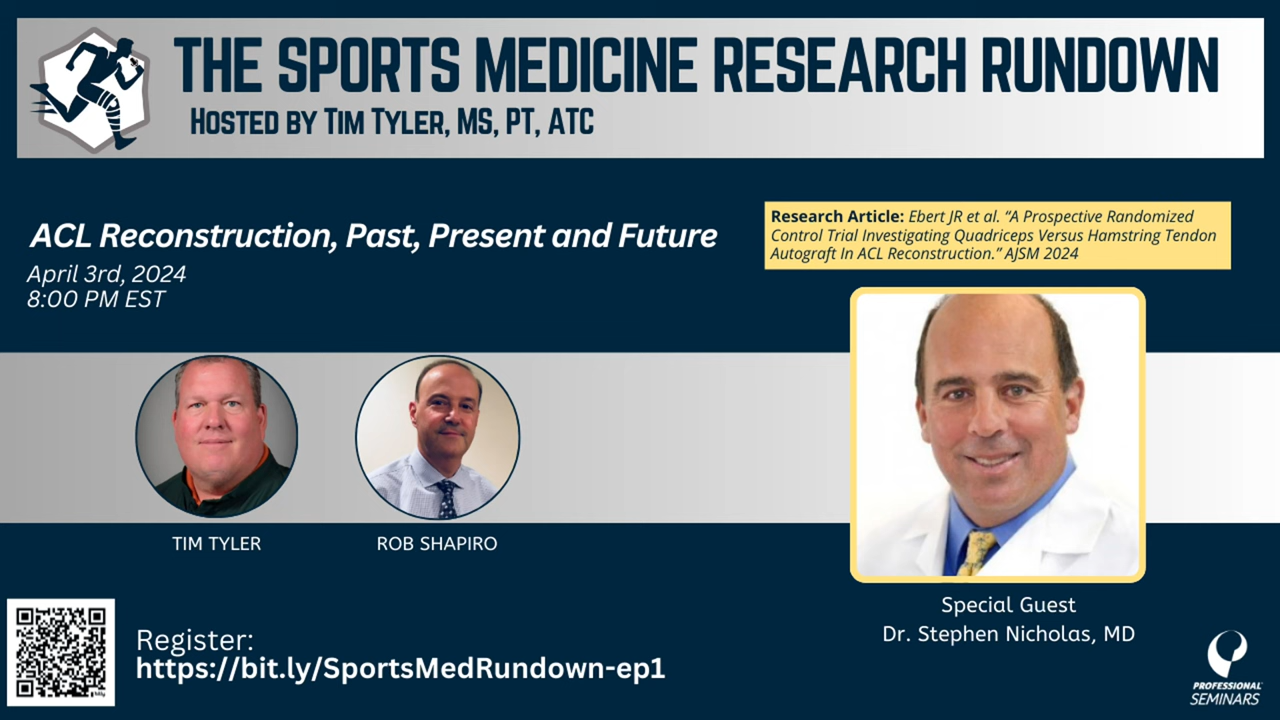 THE SPORTS MEDICINE RESEARCH RUNDOWN
HOSTED BY TIM TYLER, MS, PT, ATC
ACL Reconstruction, Past, Present and Future
April 3rd, 2024
8:00 PM EST
Research Article: Ebert JR et al. “A Prospective Randomized
Control Trial Investigating Quadriceps Versus Hamstring Tendon
Autograft In ACL Reconstruction.” AJSM 2024
TIM TYLER
ROB SHAPIRO
Special Guest
Dr. Stephen Nicholas, MD
Register:
https://bit.ly/SportsMedRundown-ep1
PROFESSIONAL
SEMINARS